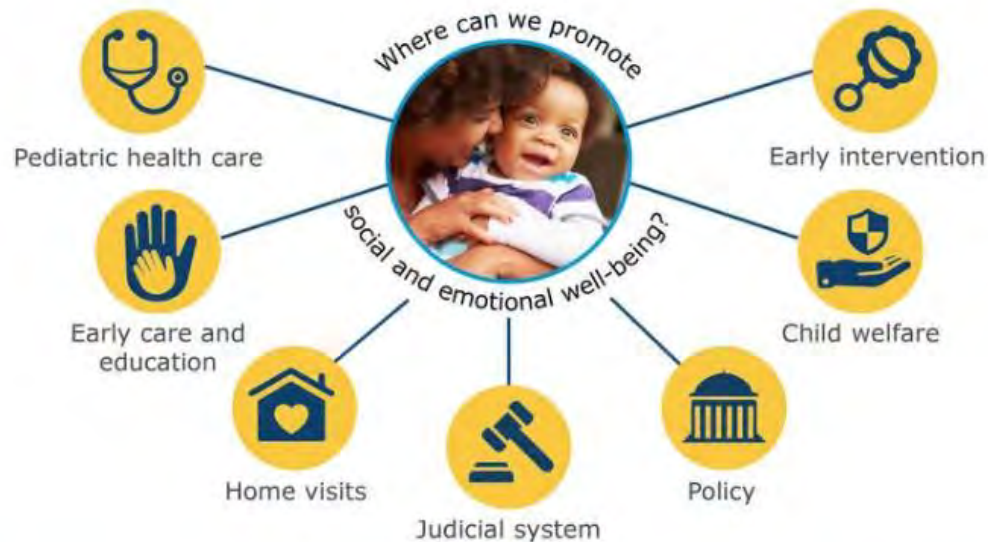 Where can we promote
social and emotional well-being?
Pediatric health care
Early care and
education
Home visits
Judicial system
Policy
Child welfare
Early intervention